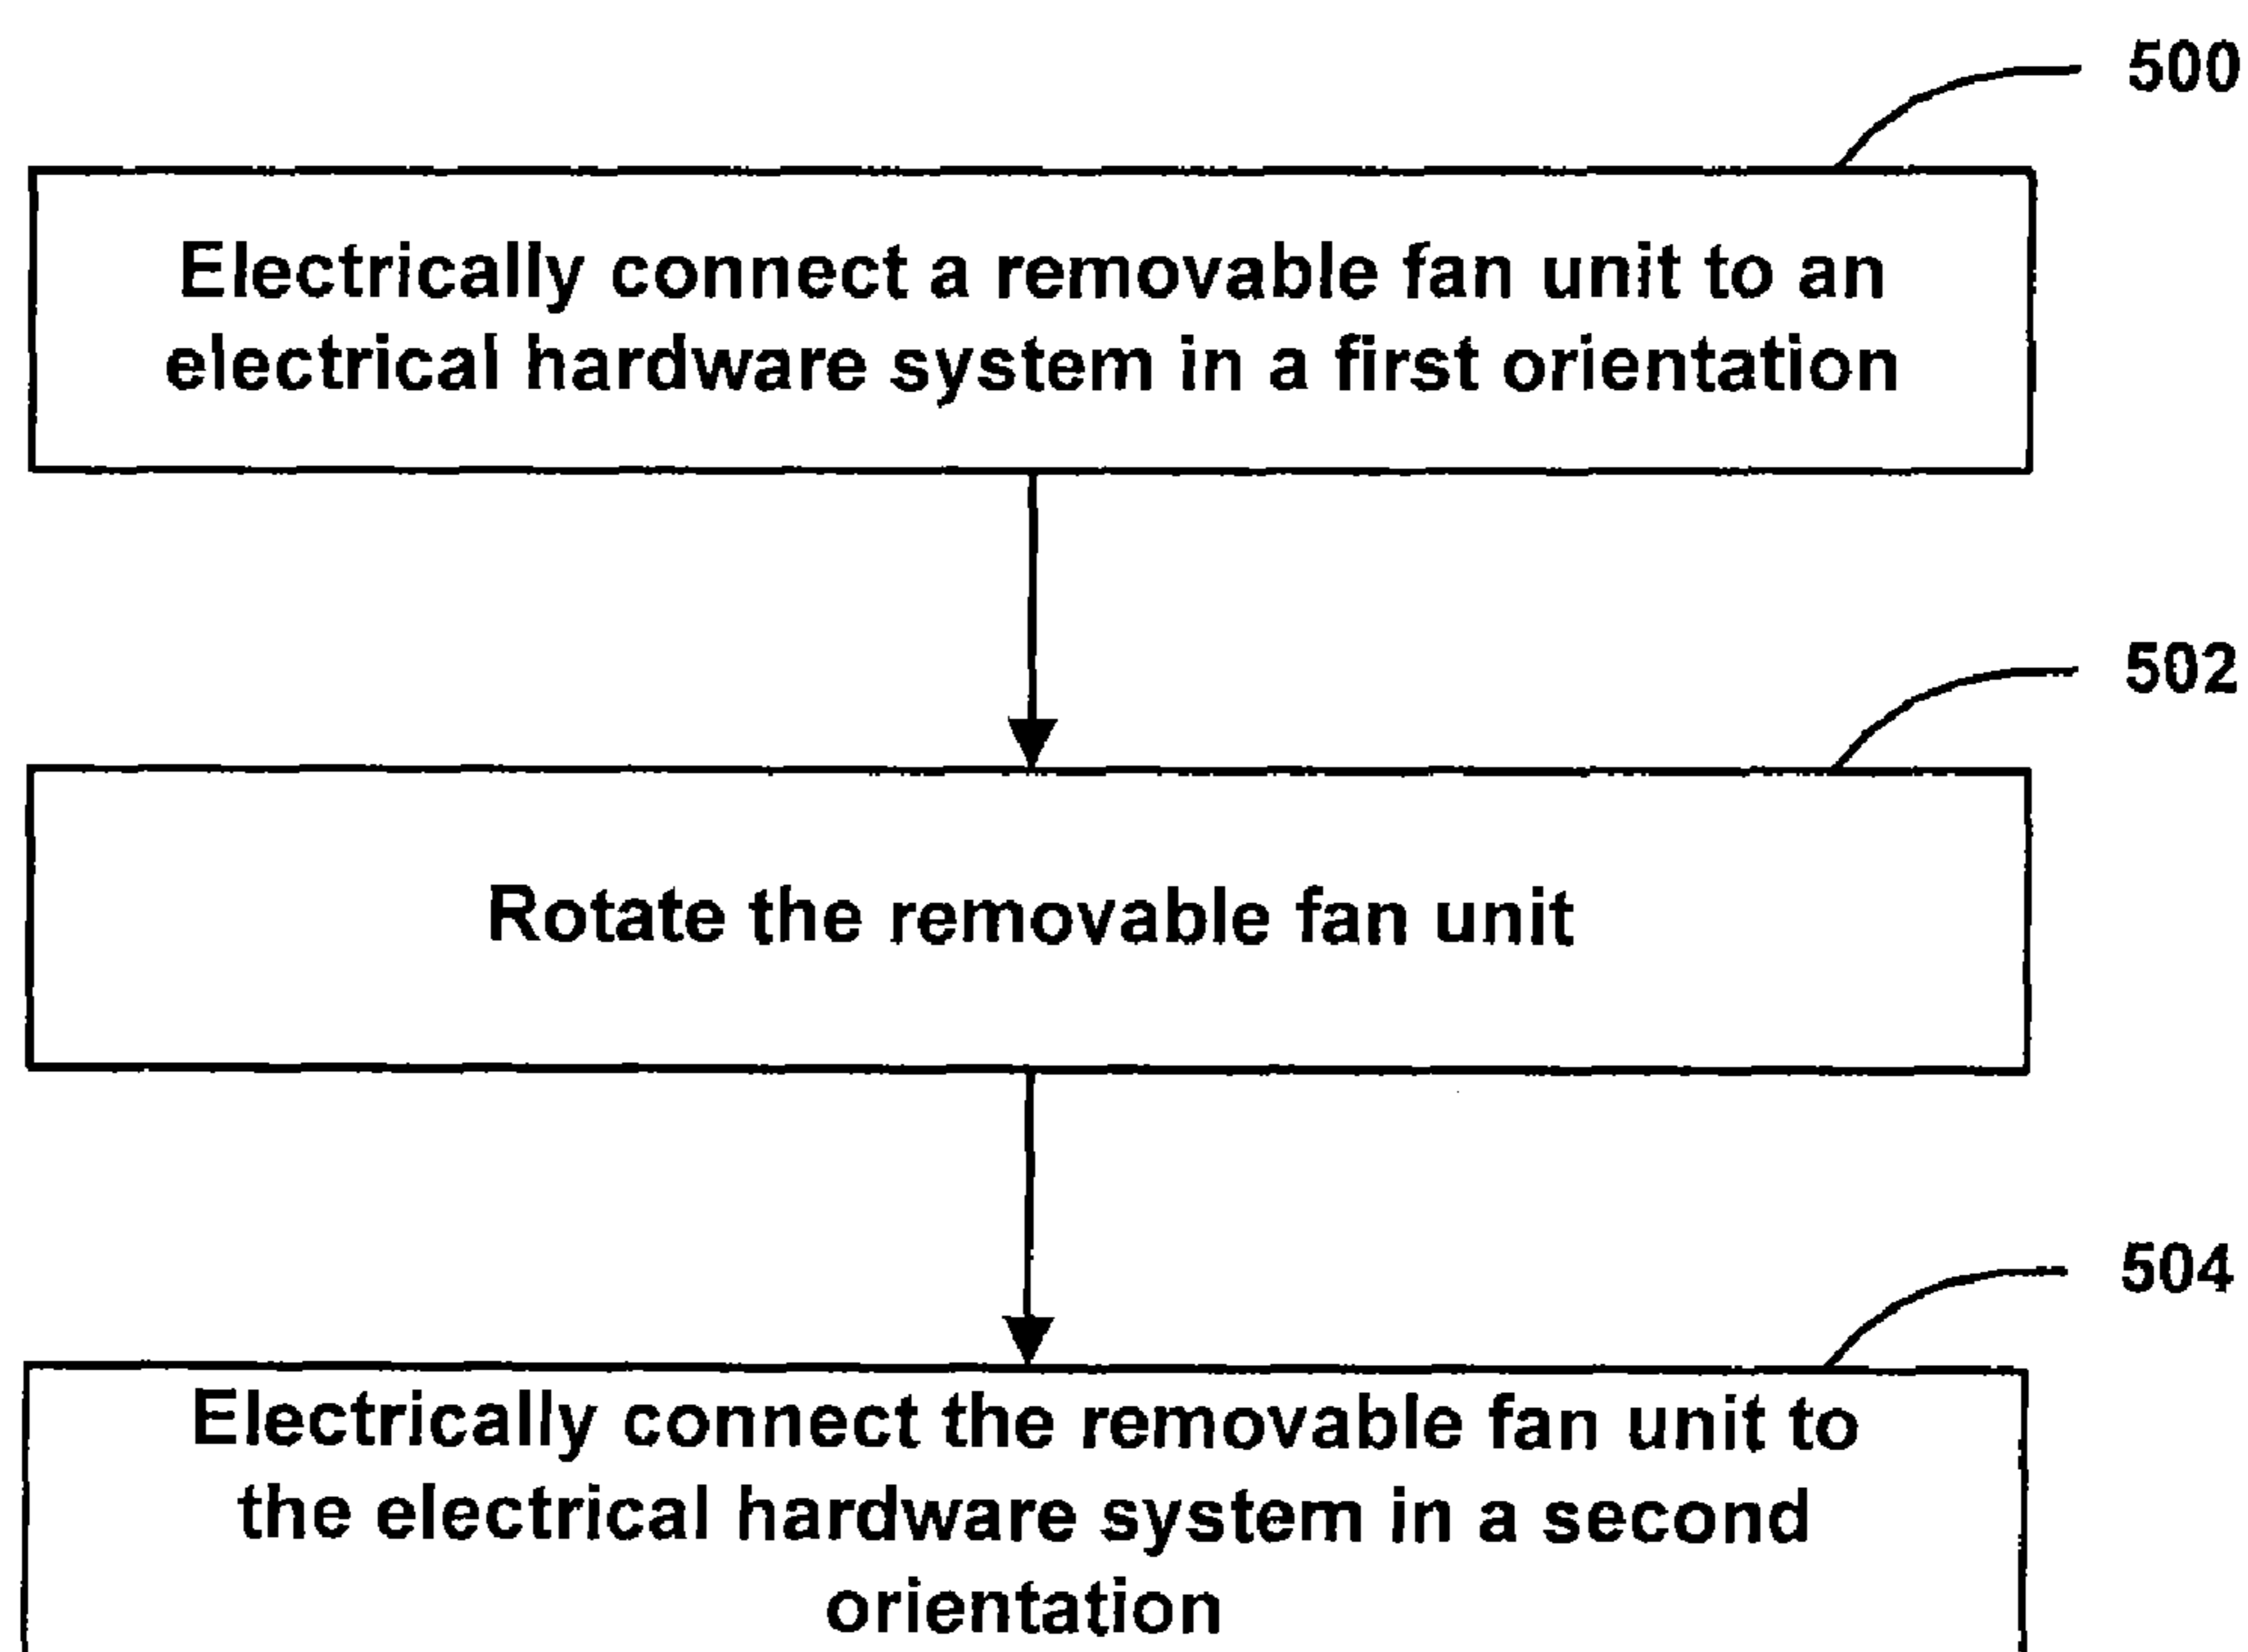 500
Electrically connect a removable fan unit to an
electrical hardware system in a first orientation
502
Rotate the removable fan unit
504
Electrically connect the removable fan unit to
the electrical hardware system in a second
orientation